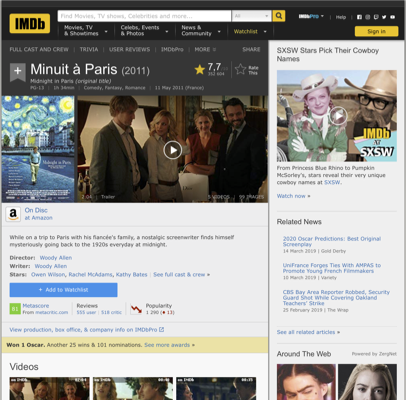 IMDb
Find Movies, TV shows, Celebrities and more...
All
Movies, TV & Showtimes
Celebs, Events & Photos
News & Community
Watchlist
IMDbPro
Help
Sign in
FULL CAST AND CREW | TRIVIA | USER REVIEWS | IMDbPro | MORE
SHARE
Minuit à Paris (2011)
Midnight in Paris (original title)
PG-13 | 1h 34min | Comedy, Fantasy, Romance | 11 May 2011 (France)
7,7
Rate This
2:04 | Trailer
5 VIDEOS | 99 IMAGES
On Disc
at Amazon
While on a trip to Paris with his fiancée's family, a nostalgic screenwriter finds himself
mysteriously going back to the 1920s everyday at midnight.
Director: Woody Allen
Writer: Woody Allen
Stars: Owen Wilson, Rachel McAdams, Kathy Bates | See full cast & crew »
+ Add to Watchlist
81
Metascore
From metacritic.com
Reviews
555 user | 518 critic
Popularity
1 290 ( 13)
View production, box office, & company info on IMDbPro
Won 1 Oscar. Another 25 wins & 101 nominations. See more awards »
Videos
SXSW Stars Pick Their Cowboy
Names
IMDb
AT
SXSW
From Princess Blue Rhino to Pumpkin
McSorley's, stars reveal their very unique
cowboy names at SXSW.
Watch now »
Related News
2020 Oscar Predictions: Best Original
Screenplay
14 March 2019 | Gold Derby
UniFrance Forges Ties With AMPAS to
Promote Young French Filmmakers
15 March 2019 | Variety
CBS Bay Area Reporter Robbed, Security
Guard Shot While Covering Oakland
Teachers' Strike
25 February 2019 | The Wrap
See all related articles »
Around The Web
Powered by ZergNet